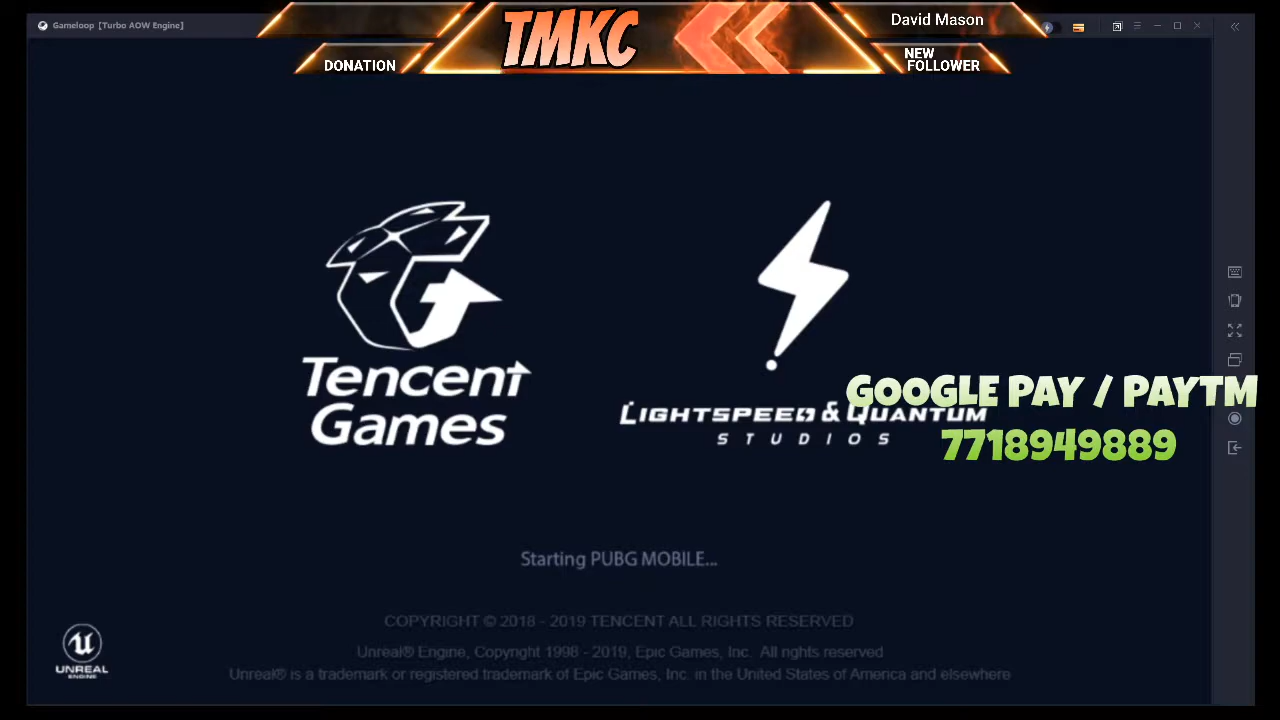 Gameloop [Turbo AOW Engine]
TMKC
David Mason
DONATION
NEW
FOLLOWER
Tencent
Games
LIGHTSPEED & QUANTUM
STUDIOS
GOOGLE PAY / PAYTM
7718949889
Starting PUBG MOBILE...
COPYRIGHT © 2018 - 2019 TENCENT ALL RIGHTS RESERVED
Unreal® Engine, Copyright 1998 - 2019, Epic Games, Inc. All rights reserved
Unreal® is a trademark or registered trademark of Epic Games, Inc. in the United States of America and elsewhere
UNREAL
ENGINE